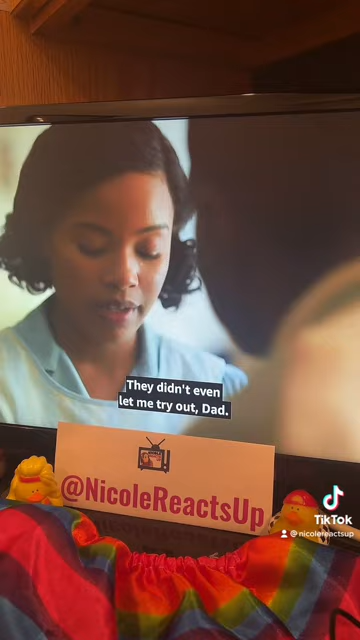 They didn't even
let me try out, Dad.
@NicoleReactsUp
TikTok
@nicolereactsup